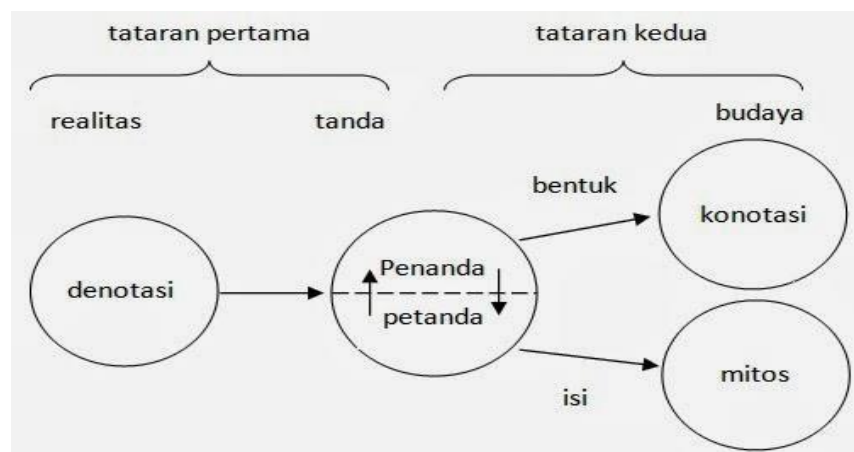 tataran pertama
tataran kedua
realitas
tanda
budaya
bentuk
konotasi
denotasi
Penanda
petanda
mitos
isi